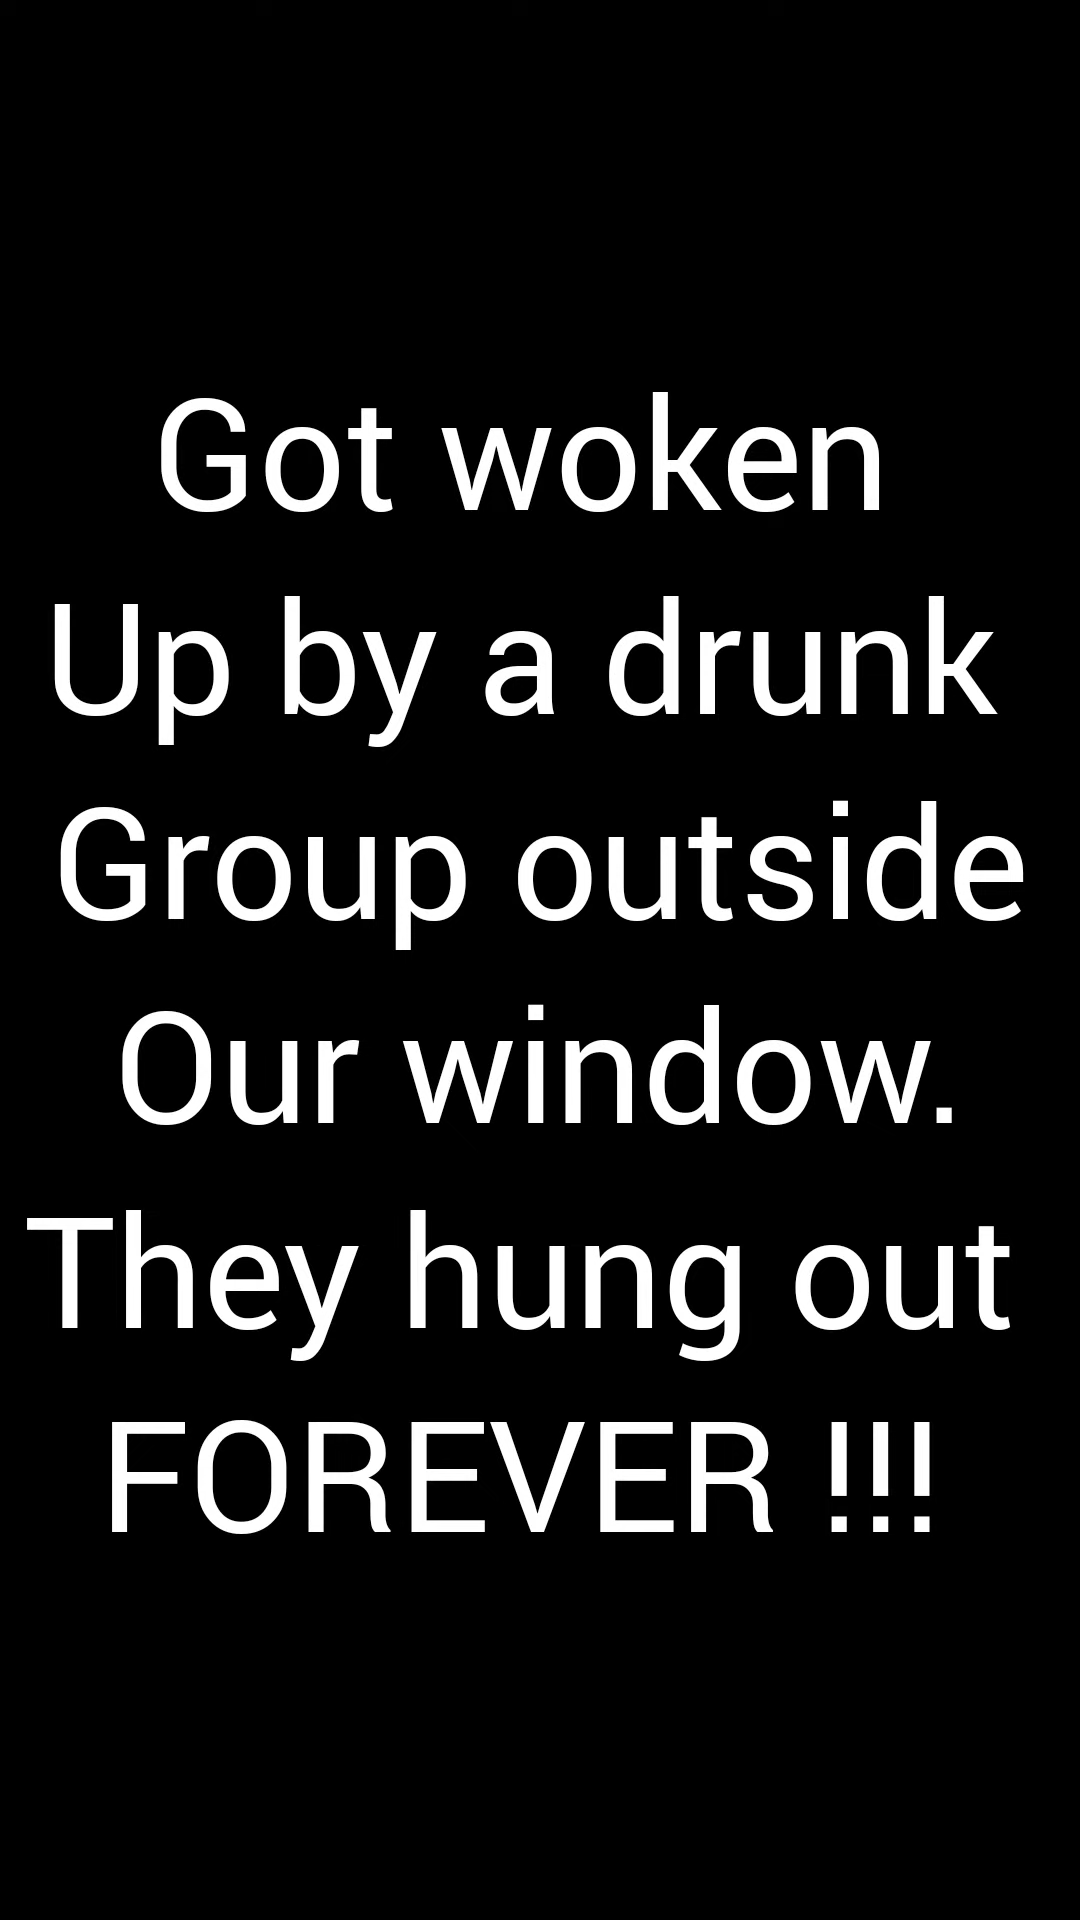 Got woken
Up by a drunk
Group outside
Our window.
They hung out
FOREVER !!!